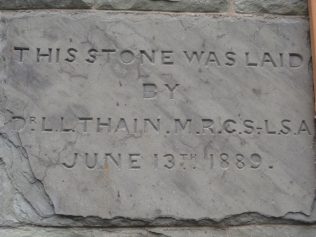 THIS STONE WAS LAID
BY
DR. L.L. THAIN. M.R.C.S-L.S.A
JUNE 13TH 1889.